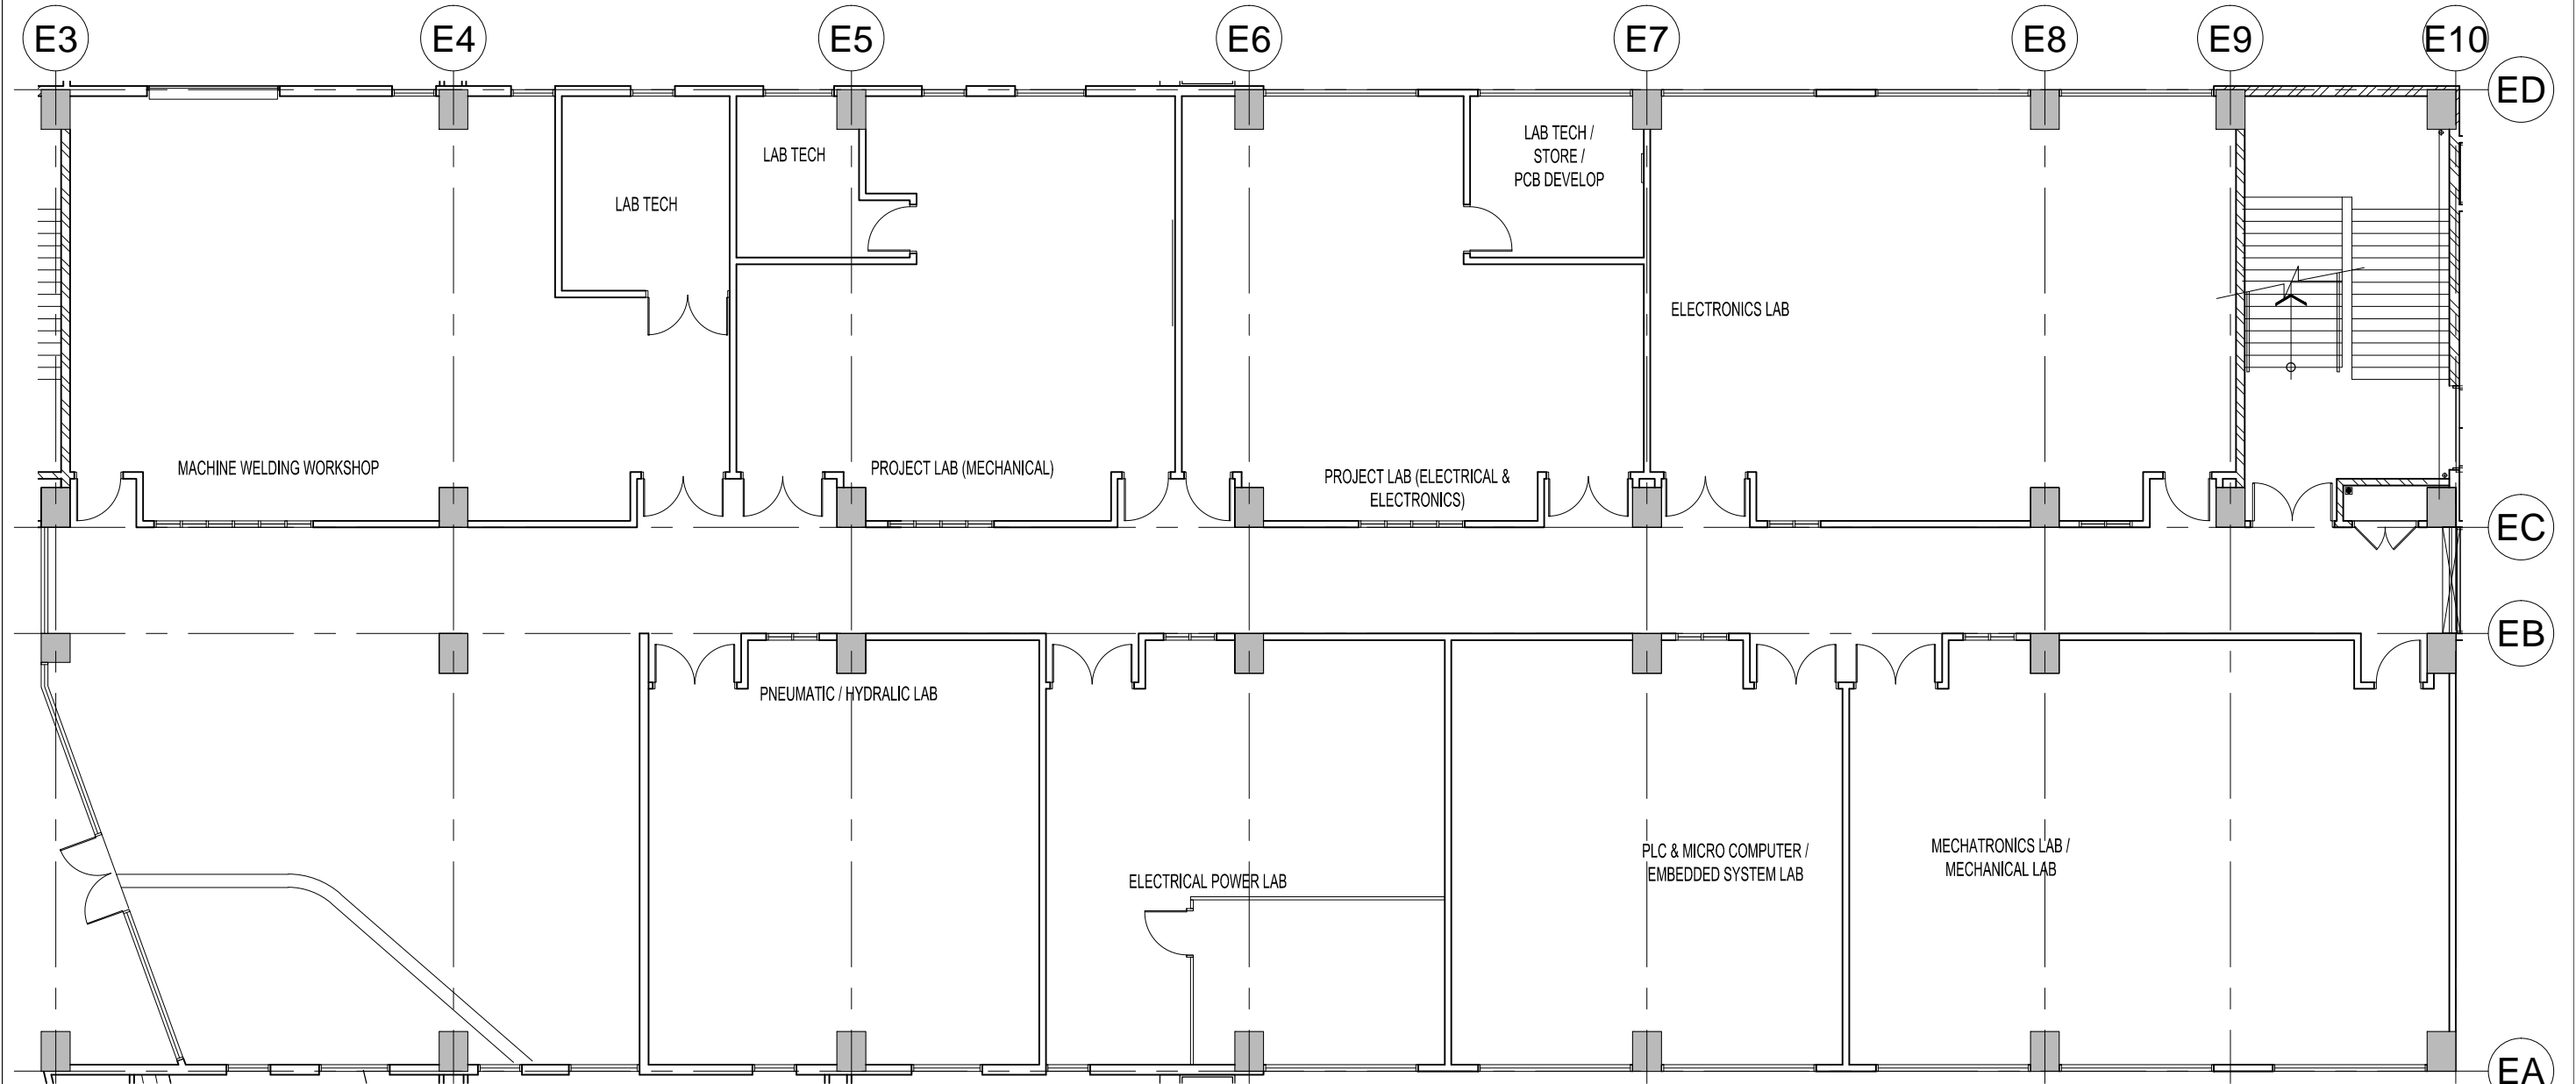 E3
E4
E5
E6
E7
E8
E9
E10
ED
LAB TECH
LAB TECH
LAB TECH /
STORE /
PCB DEVELOP
ELECTRONICS LAB
MACHINE WELDING WORKSHOP
PROJECT LAB (MECHANICAL)
PROJECT LAB (ELECTRICAL &
ELECTRONICS)
EC
EB
PNEUMATIC / HYDRALIC LAB
ELECTRICAL POWER LAB
PLC & MICRO COMPUTER /
EMBEDDED SYSTEM LAB
MECHATRONICS LAB /
MECHANICAL LAB
EA